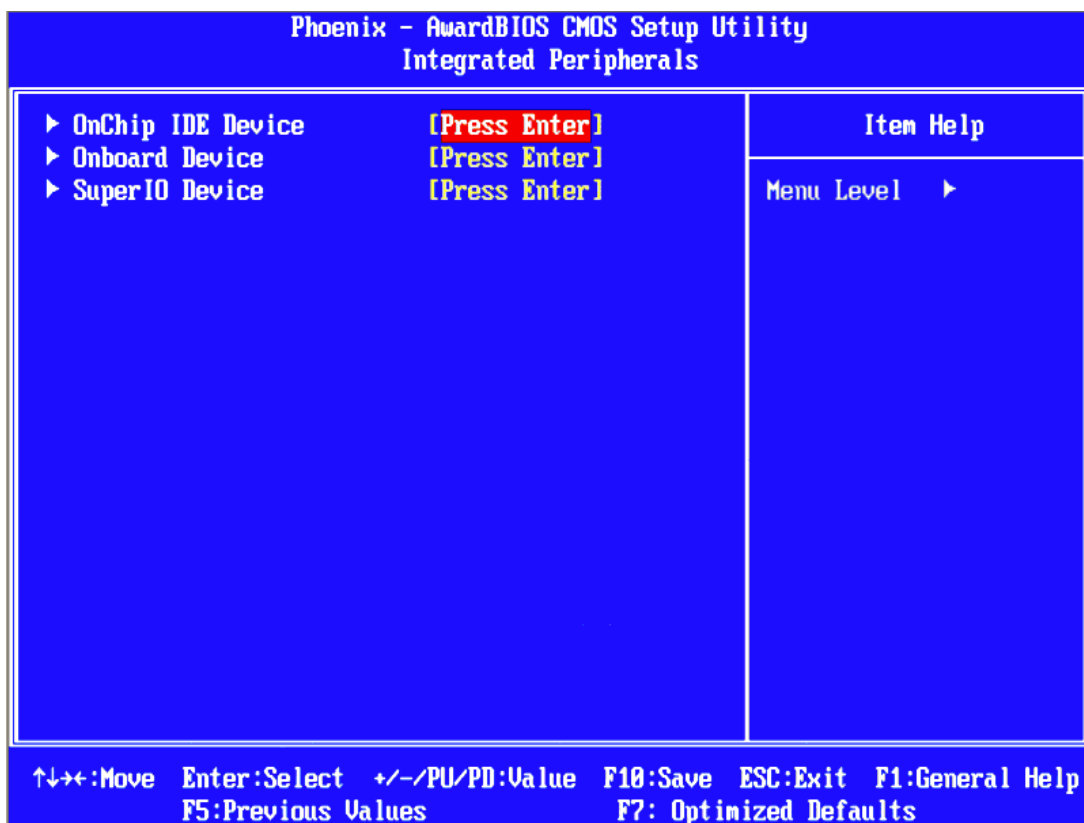 Phoenix - AwardBIOS CMOS Setup Utility
Integrated Peripherals
▶ OnChip IDE Device [Press Enter]
▶ Onboard Device [Press Enter]
▶ SuperIO Device [Press Enter]
Item Help
Menu Level ▶
↑↓→←:Move Enter:Select +/-/PU/PD:Value F10:Save ESC:Exit F1:General Help
F5:Previous Values F7: Optimized Defaults